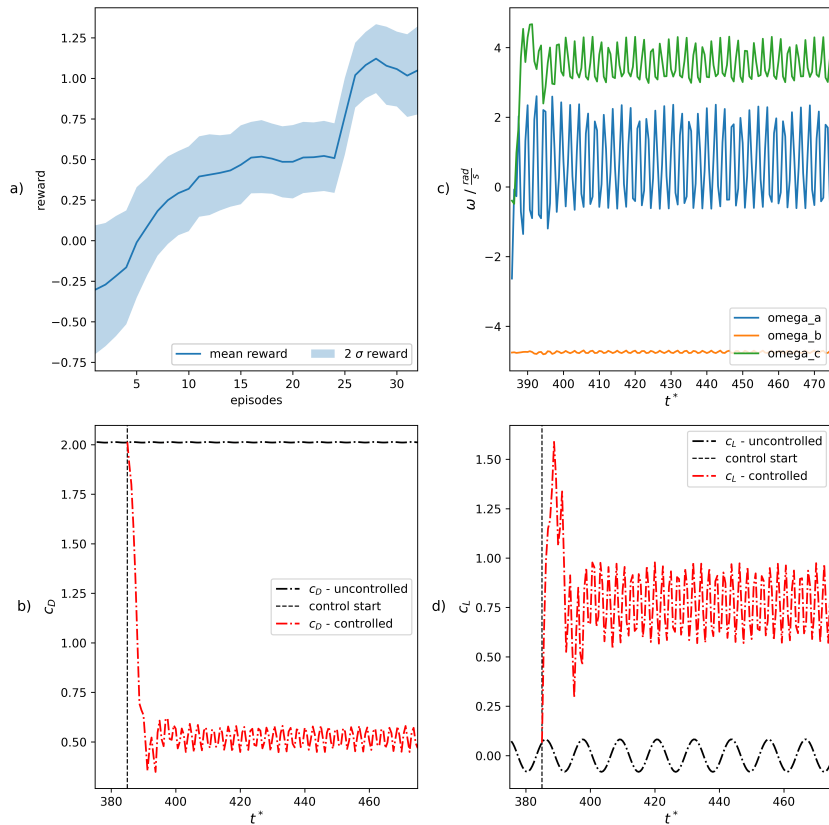 a)
reward
1.25
1.00
0.75
0.50
0.25
0.00
−0.25
−0.50
−0.75
mean reward
2 σ reward
5 10 15 20 25 30
episodes
c)
ω / rad/s
4
2
0
−2
−4
omega_a
omega_b
omega_c
390 400 410 420 430 440 450 460 470
t*
b)
c_D
2.00
1.75
1.50
1.25
1.00
0.75
0.50
c_D - uncontrolled
control start
c_D - controlled
380 400 420 440 460
t*
d)
c_L
1.50
1.25
1.00
0.75
0.50
0.25
0.00
c_L - uncontrolled
control start
c_L - controlled
380 400 420 440 460
t*